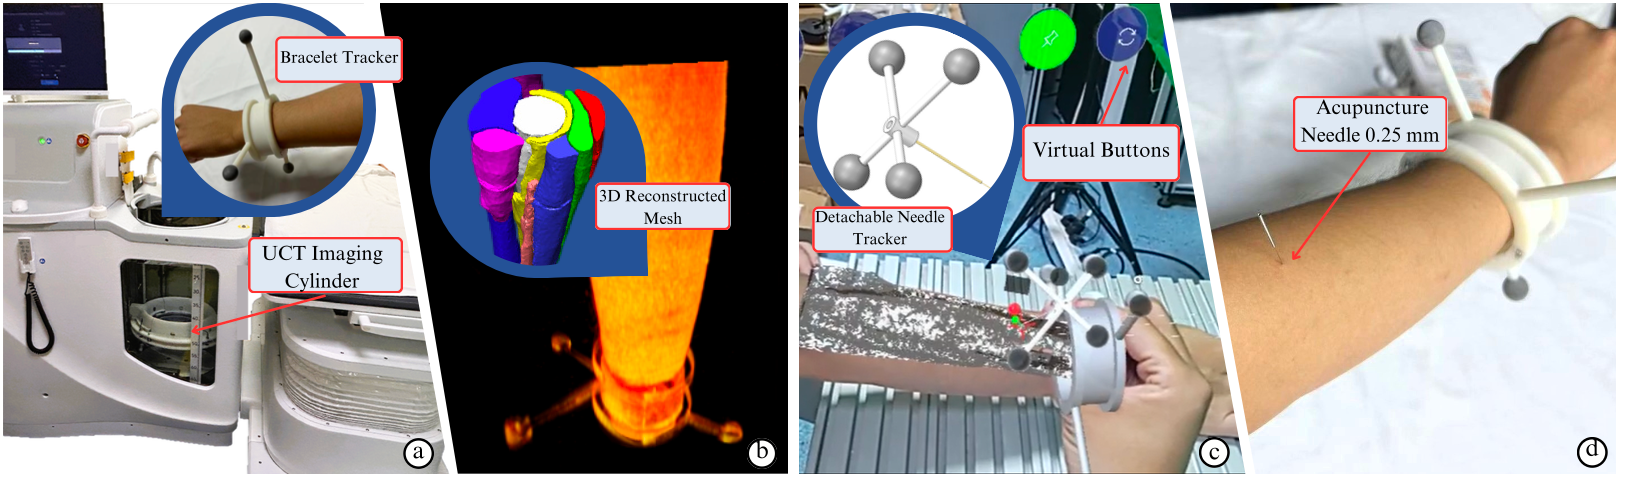 Bracelet Tracker
UCT Imaging
Cylinder
a
3D Reconstructed
Mesh
b
Detachable Needle
Tracker
Virtual Buttons
c
Acupuncture
Needle 0.25 mm
d